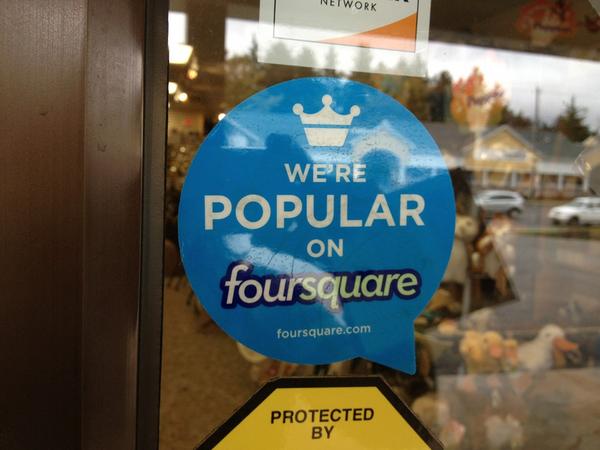 NETWORK
WE'RE
POPULAR
ON
foursquare
foursquare.com
PROTECTED
BY